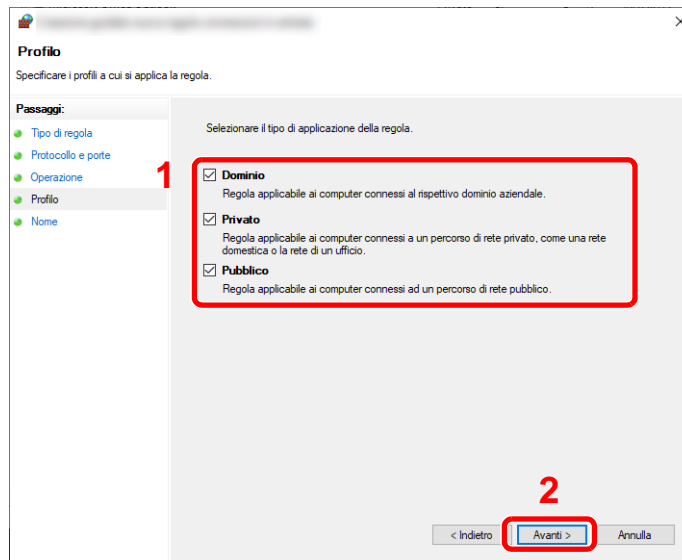 Profilo
Specificare i profili a cui si applica la regola.
Passaggi:
Tipo di regola
Protocollo e porte
Operazione
Profilo
Nome
Selezionare il tipo di applicazione della regola.
1
Dominio
Regola applicabile ai computer connessi al rispettivo dominio aziendale.
Privato
Regola applicabile ai computer connessi a un percorso di rete privato, come una rete
domestica o la rete di un ufficio.
Pubblico
Regola applicabile ai computer connessi ad un percorso di rete pubblico.
2
< Indietro
Avanti >
Annulla